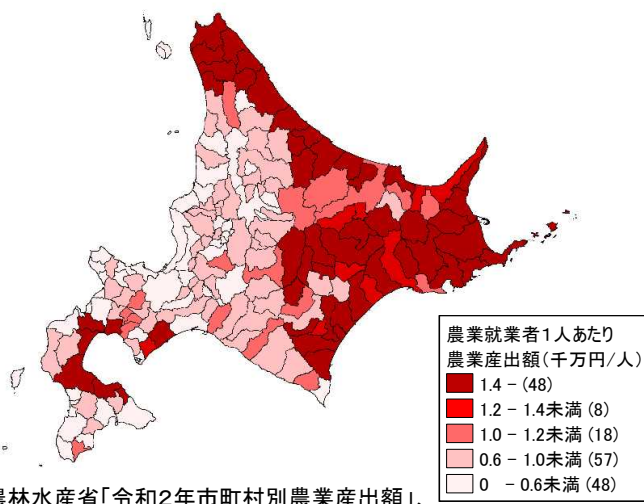 農業就業者1人あたり
農業産出額(千万円/人)
1.4 - (48)
1.2 - 1.4未満 (8)
1.0 - 1.2未満 (18)
0.6 - 1.0未満 (57)
0 - 0.6未満 (48)
農林水産省「令和2年市町村別農業産出額」,